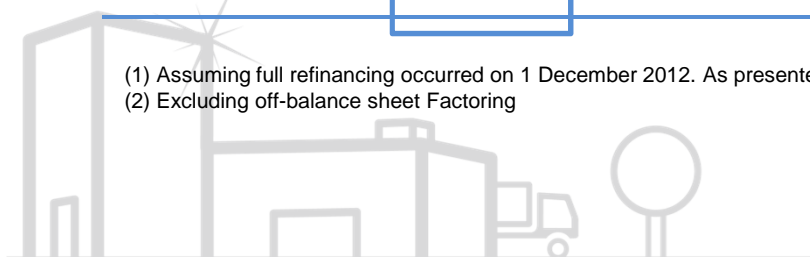 (1) Assuming full refinancing occurred on 1 December 2012. As presente
(2) Excluding off-balance sheet Factoring